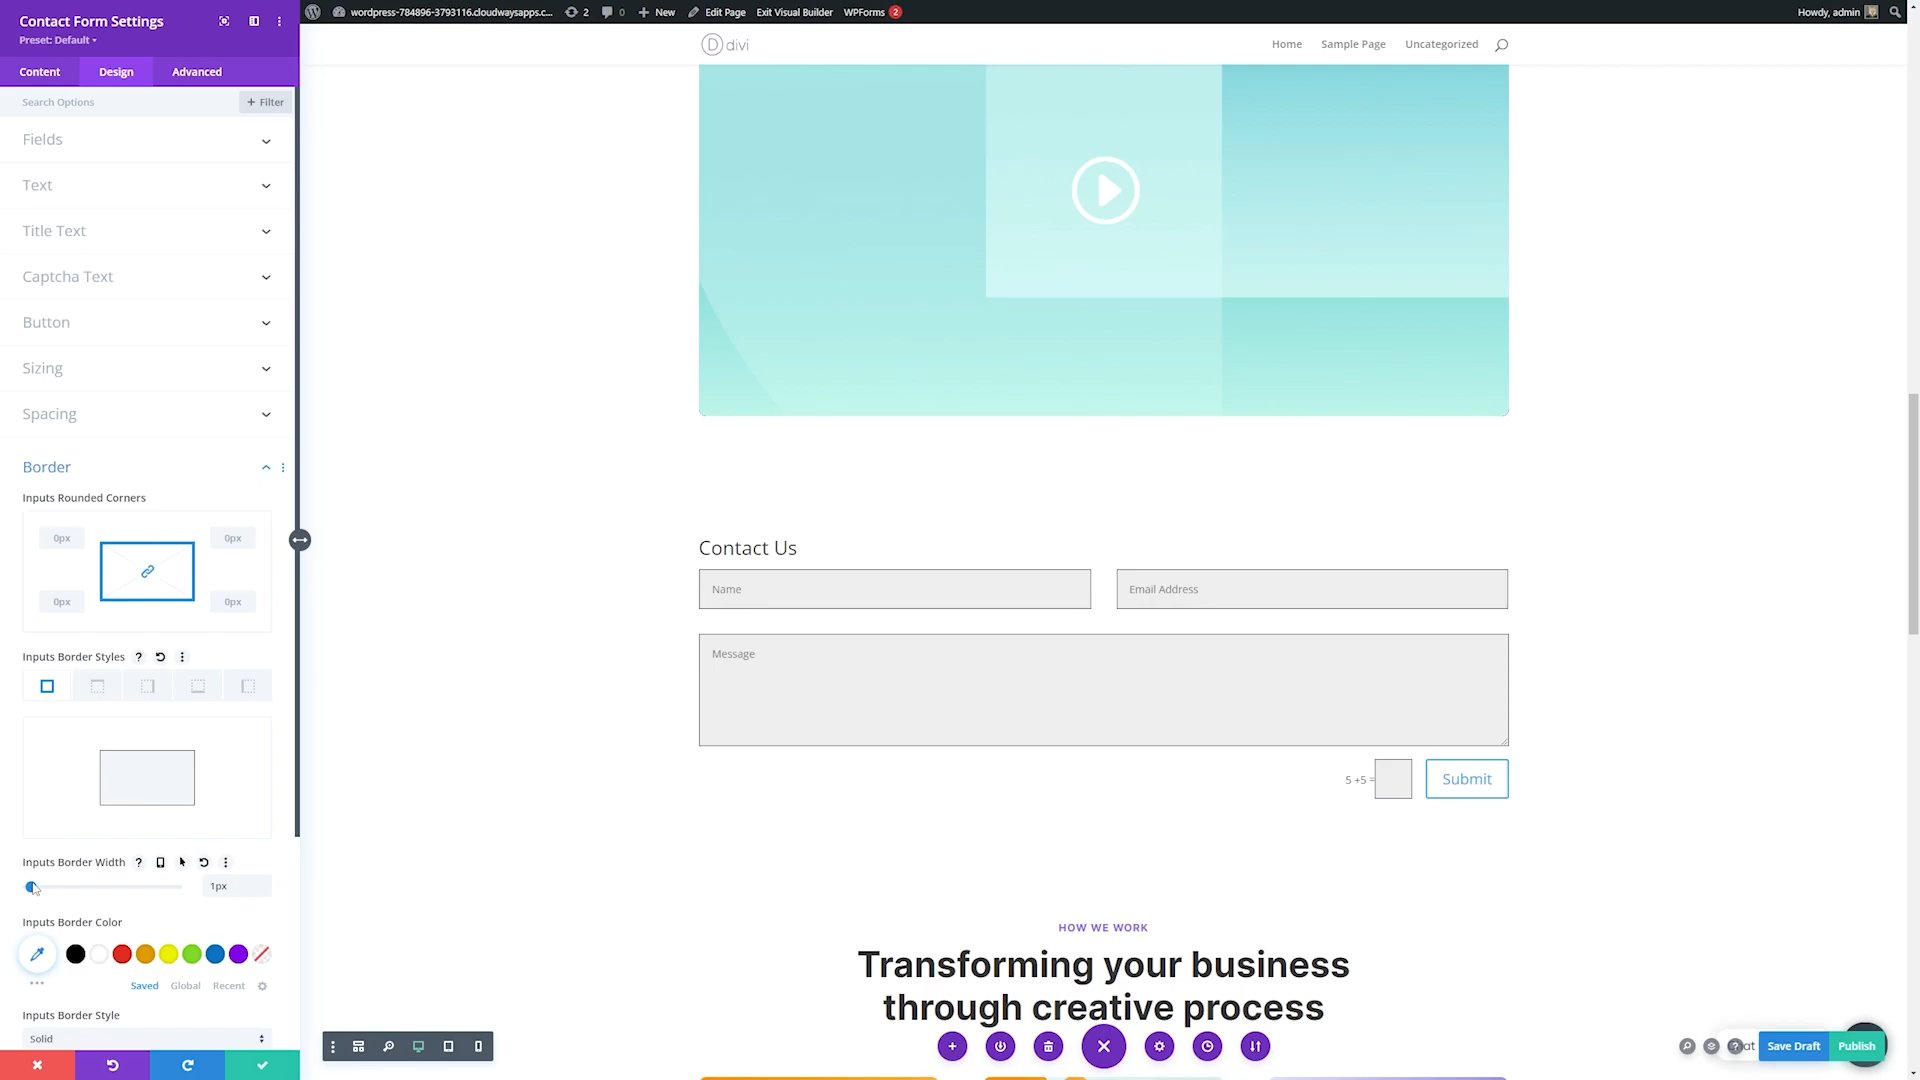 Contact Form Settings
Preset: Default
Content
Design
Advanced
Search Options
+ Filter
Fields
Text
Title Text
Captcha Text
Button
Sizing
Spacing
Border
Inputs Rounded Corners
0px
0px
0px
0px
Inputs Border Styles ?
Inputs Border Width ?
1px
Inputs Border Color
Saved
Global
Recent
Inputs Border Style
Solid
wordpress-784896-3793116.cloudwaysapps.c...
2
0
New
Edit Page
Exit Visual Builder
WPForms 2
Howdy, admin
D divi
Home
Sample Page
Uncategorized
Contact Us
Name
Email Address
Message
5 +5 =
Submit
HOW WE WORK
Transforming your business
through creative process
Save Draft
Publish